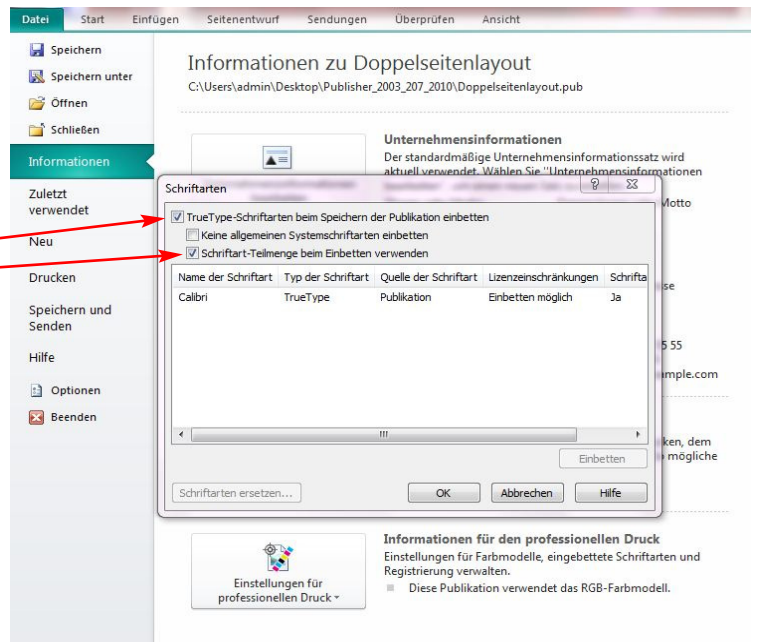 Datei Start Einfügen Seitenentwurf Sendungen Überprüfen Ansicht
Speichern
Speichern unter
Öffnen
Schließen
Informationen
Zuletzt
verwendet
Neu
Drucken
Speichern und
Senden
Hilfe
Optionen
Beenden
Informationen zu Doppelseitenlayout
C:\Users\admin\Desktop\Publisher_2003_207_2010\Doppelseitenlayout.pub
Unternehmensinformationen
Der standardmäßige Unternehmensinformationssatz wird
aktuell verwendet. Wählen Sie "Unternehmensinformationen
Motto
Schriftarten
TrueType-Schriftarten beim Speichern der Publikation einbetten
Keine allgemeinen Systemschriftarten einbetten
Schriftart-Teilmenge beim Einbetten verwenden
Name der Schriftart Typ der Schriftart Quelle der Schriftart Lizenzeinschränkungen Schrifta
Calibri TrueType Publikation Einbetten möglich Ja
Einbetten
Schriftarten ersetzen... OK Abbrechen Hilfe
se
5 55
mple.com
ken, dem
mögliche
Einstellungen für
professionellen Druck
Informationen für den professionellen Druck
Einstellungen für Farbmodelle, eingebettete Schriftarten und
Registrierung verwalten.
Diese Publikation verwendet das RGB-Farbmodell.